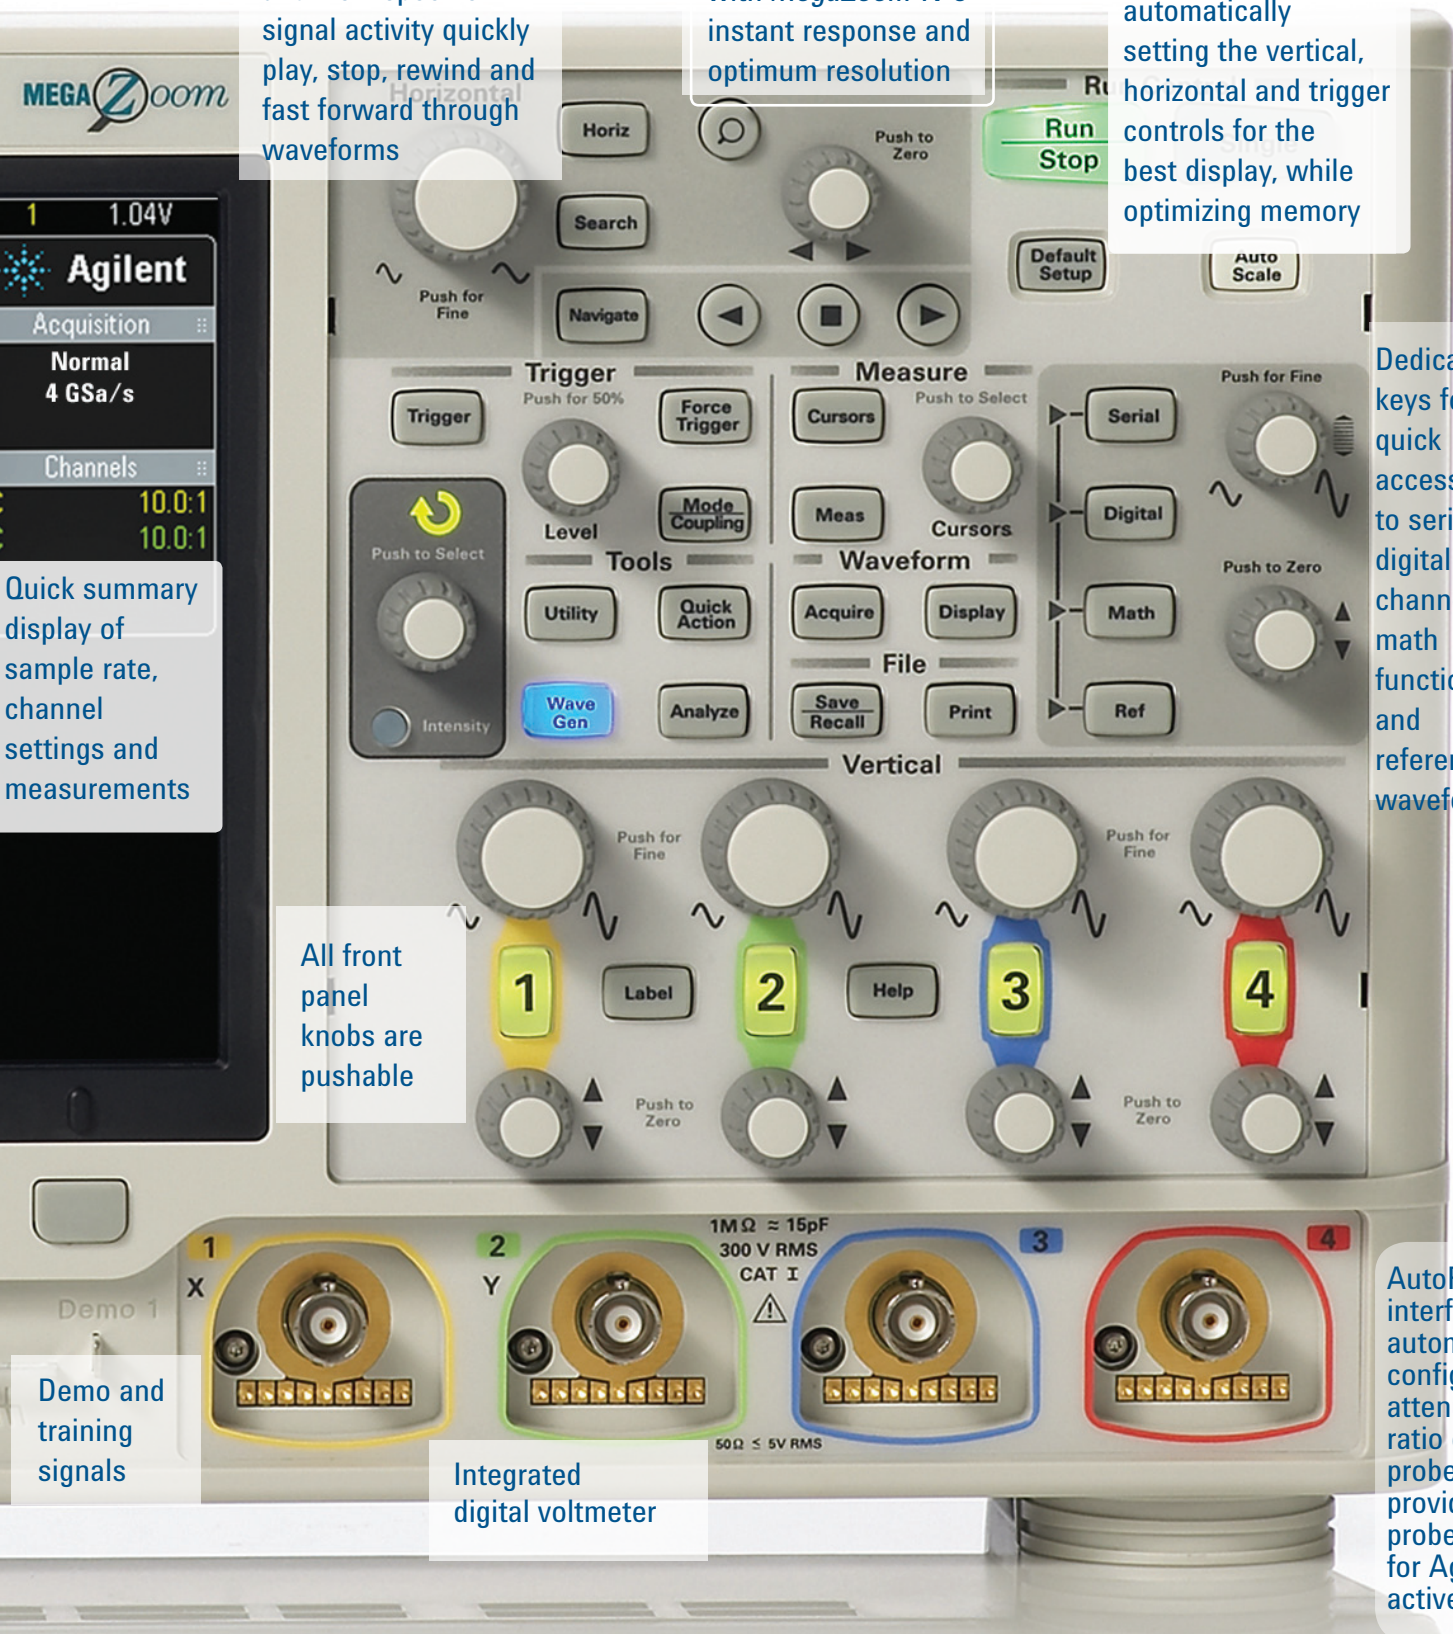 signal activity quickly
play, stop, rewind and
fast forward through
waveforms
instant response and
optimum resolution
automatically
setting the vertical,
horizontal and trigger
controls for the
best display, while
optimizing memory
MEGA Zoom
Horizontal
Horiz
Search
Navigate
Push for
Fine
Push to
Zero
Run
Stop
Single
Default
Setup
Auto
Scale
1 1.04V
Agilent
Acquisition
Normal
4 GSa/s
Channels
10.0:1
10.0:1
Quick summary
display of
sample rate,
channel
settings and
measurements
Trigger
Push for 50%
Trigger
Force
Trigger
Level
Mode
Coupling
Push to Select
Intensity
Tools
Utility
Quick
Action
Wave
Gen
Analyze
Measure
Push to Select
Cursors
Meas
Cursors
Waveform
Acquire
Display
File
Save
Recall
Print
Serial
Digital
Math
Ref
Push for Fine
Push to Zero
quick
digital
math
and
Vertical
Push for
Fine
Push for
Fine
1
Label
2
Help
3
4
All front
panel
knobs are
pushable
Push to
Zero
Push to
Zero
1
X
2
Y
1MΩ ≈ 15pF
300 V RMS
CAT I
3
4
50Ω ≤ 5V RMS
Demo 1
Demo and
training
signals
Integrated
digital voltmeter
ratio